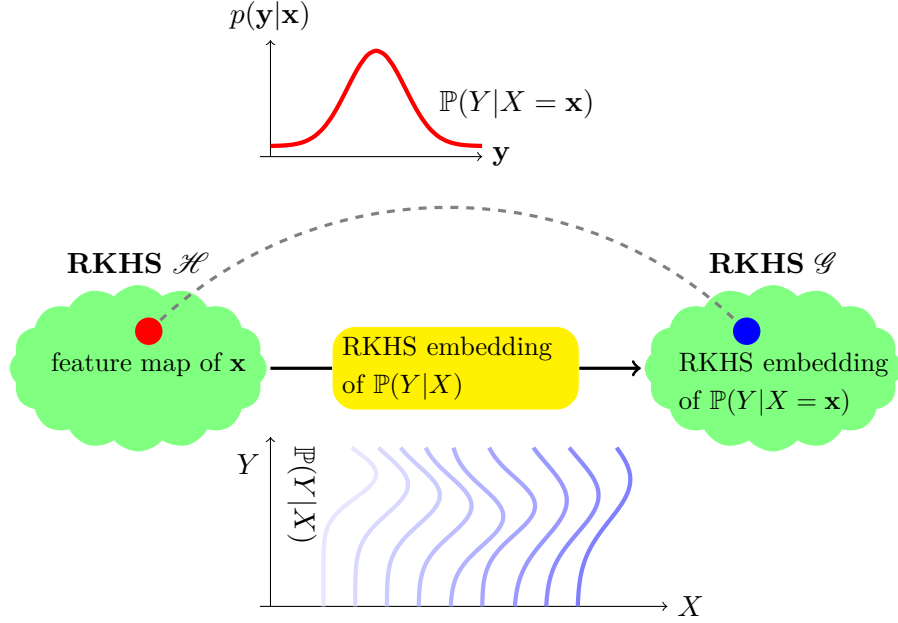 p(𝐲|𝐱)
ℙ(Y|X = 𝐱)
𝐲
RKHS ℋ
RKHS 𝒢
feature map of 𝐱
RKHS embedding
of ℙ(Y|X)
RKHS embedding
of ℙ(Y|X = 𝐱)
Y
ℙ(Y|X)
X